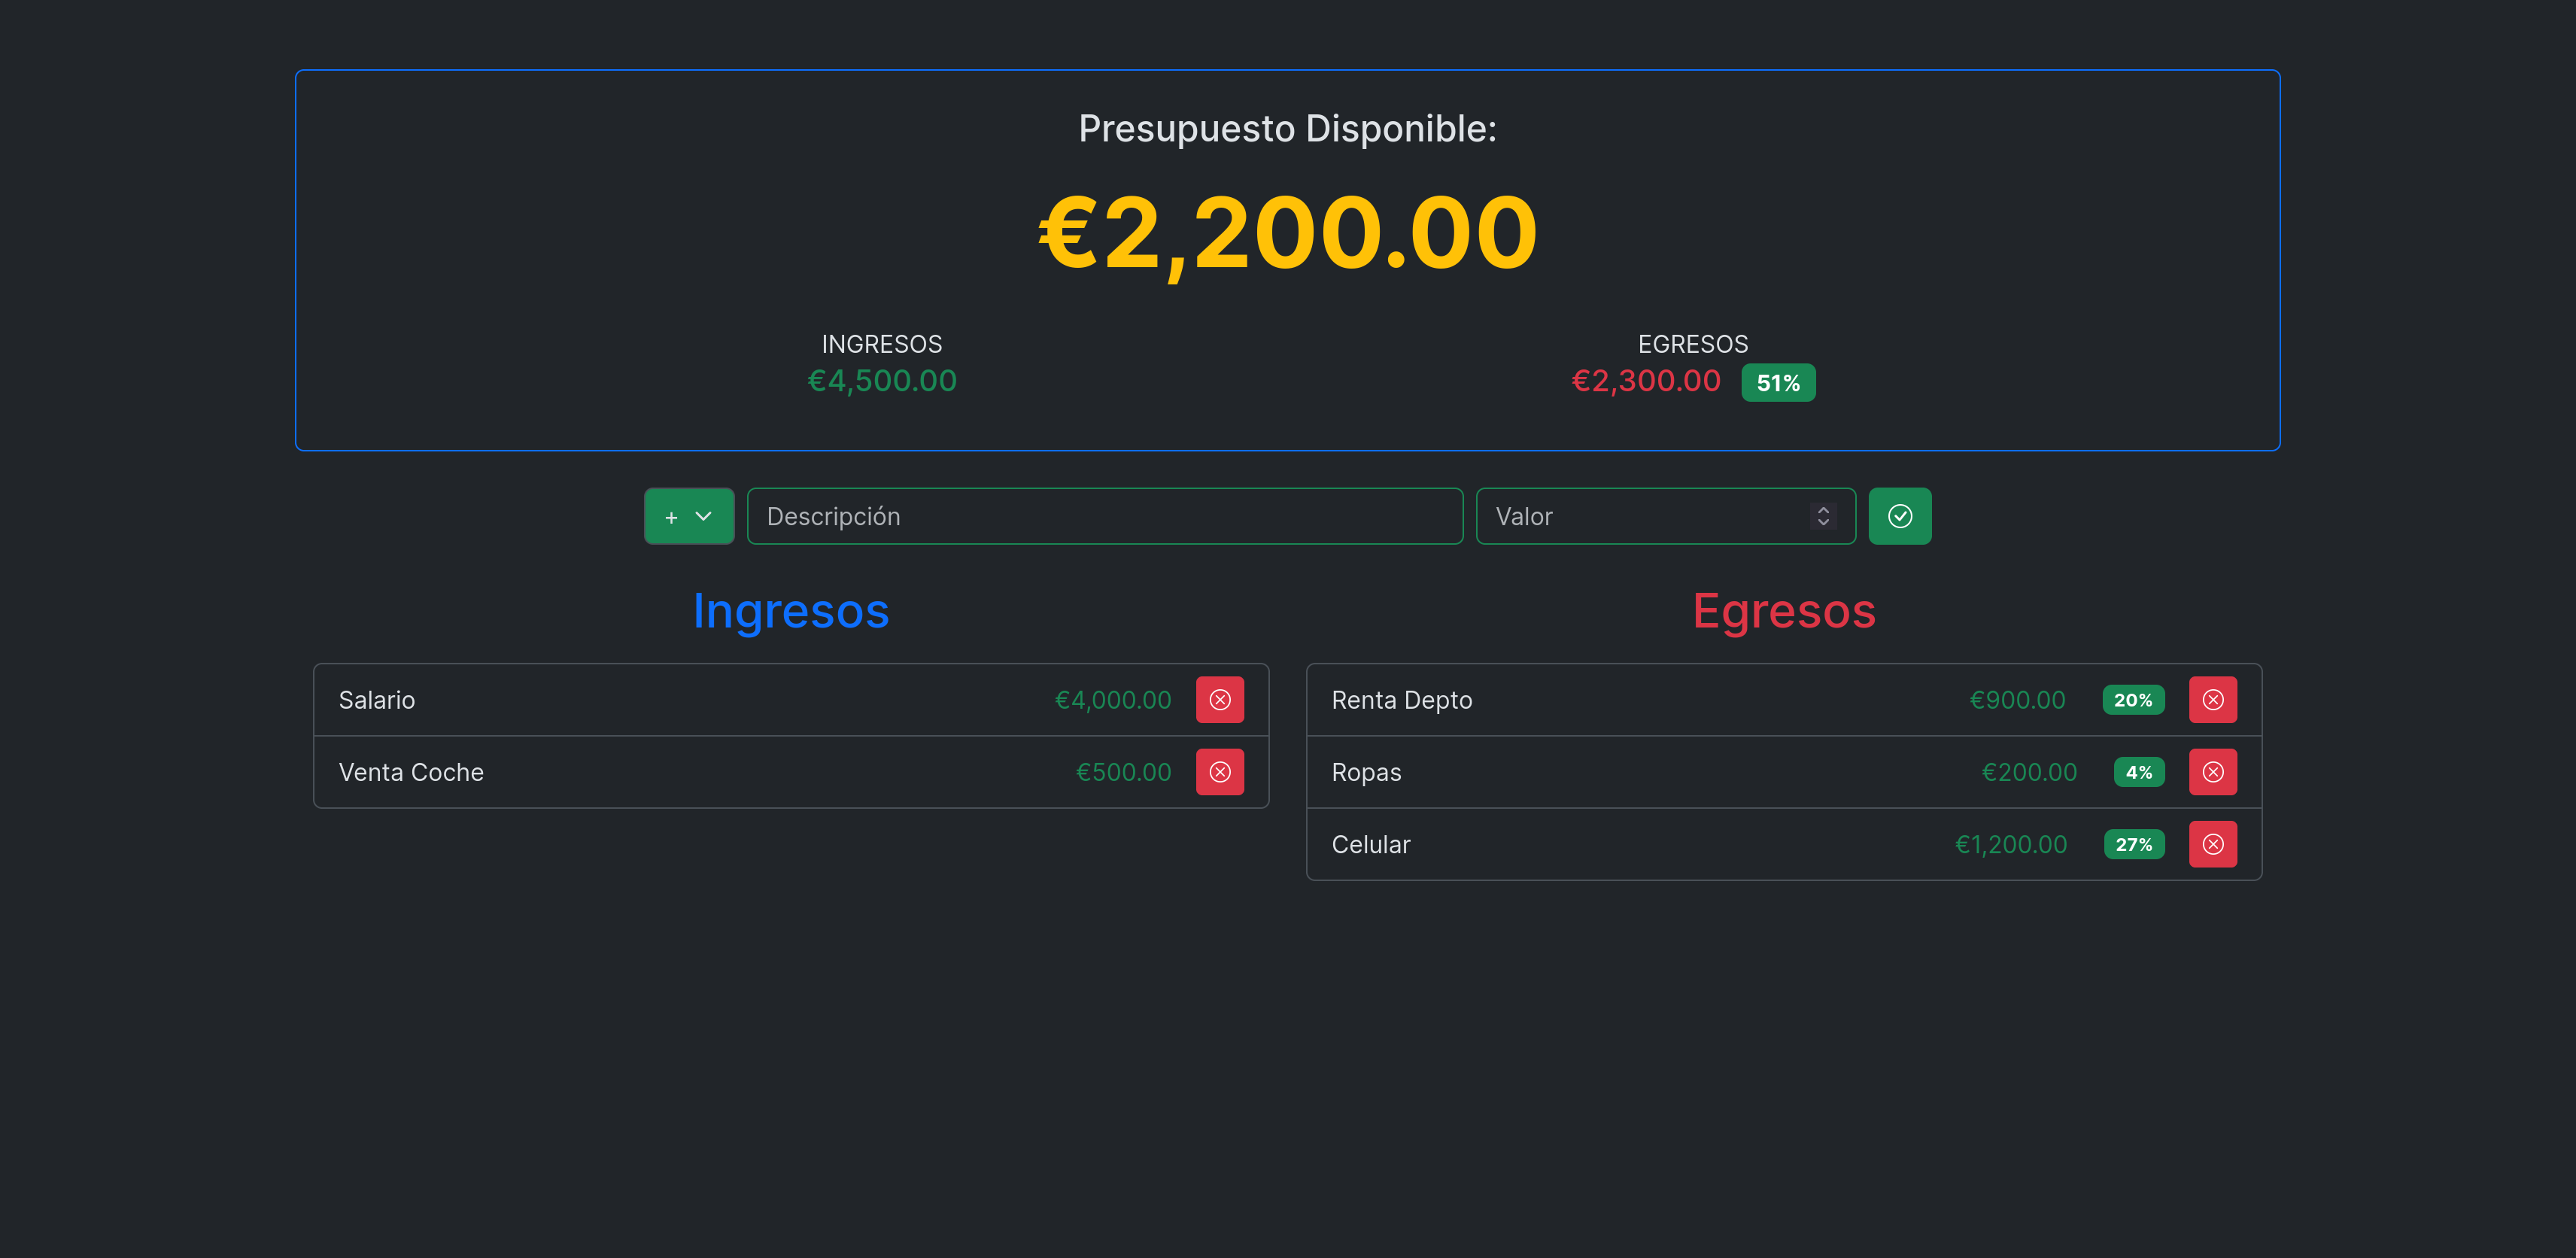 Presupuesto Disponible:
€2,200.00
INGRESOS
€4,500.00
EGRESOS
€2,300.00 51%
+ Descripción Valor
Ingresos
Salario €4,000.00
Venta Coche €500.00
Egresos
Renta Depto €900.00 20%
Ropas €200.00 4%
Celular €1,200.00 27%